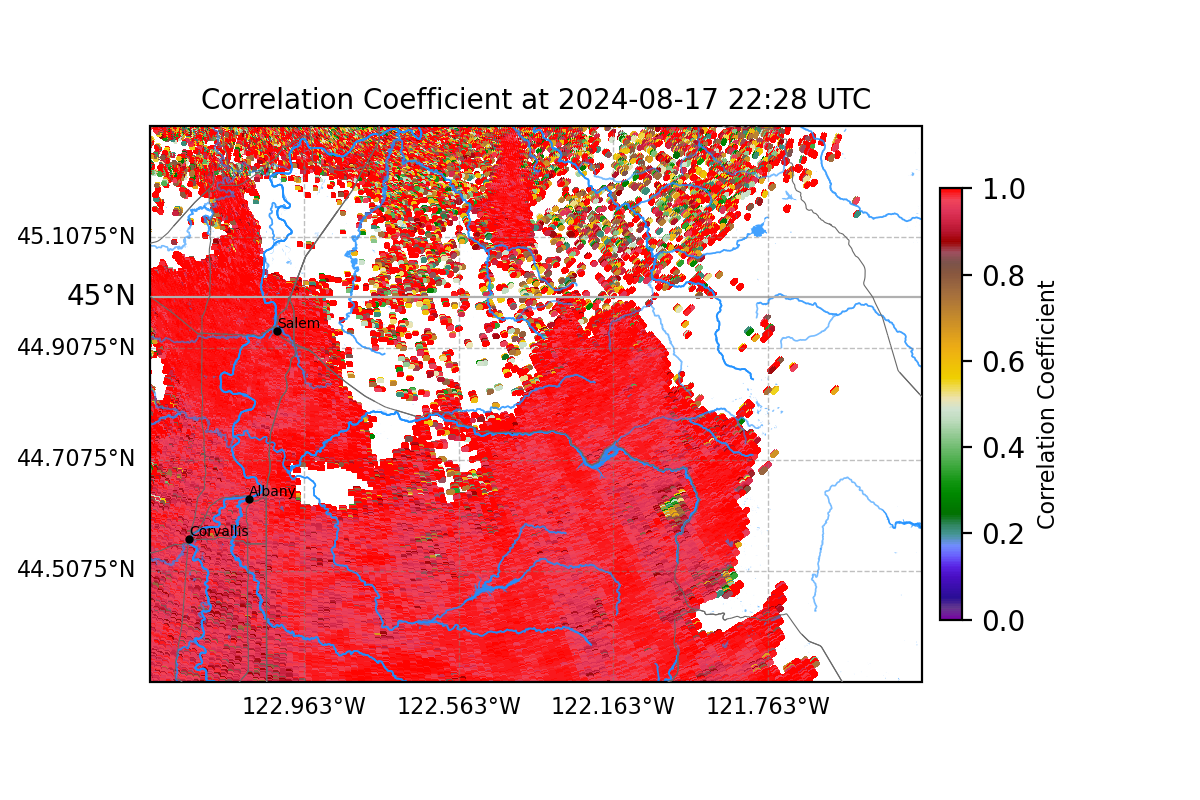 Correlation Coefficient at 2024-08-17 22:28 UTC
45.1075°N
45°N
44.9075°N
44.7075°N
44.5075°N
Salem
Albany
Corvallis
122.963°W
122.563°W
122.163°W
121.763°W
1.0
0.8
0.6
0.4
0.2
0.0
Correlation Coefficient